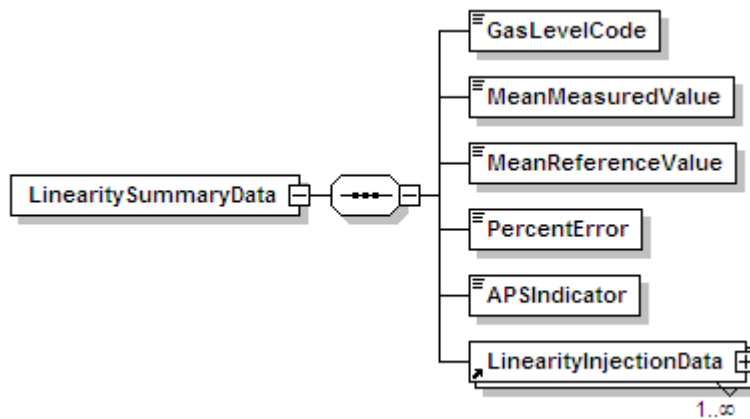 GasLevelCode
MeanMeasuredValue
MeanReferenceValue
LinearitySummaryData
PercentError
APSIndicator
LinearityInjectionData
1..∞